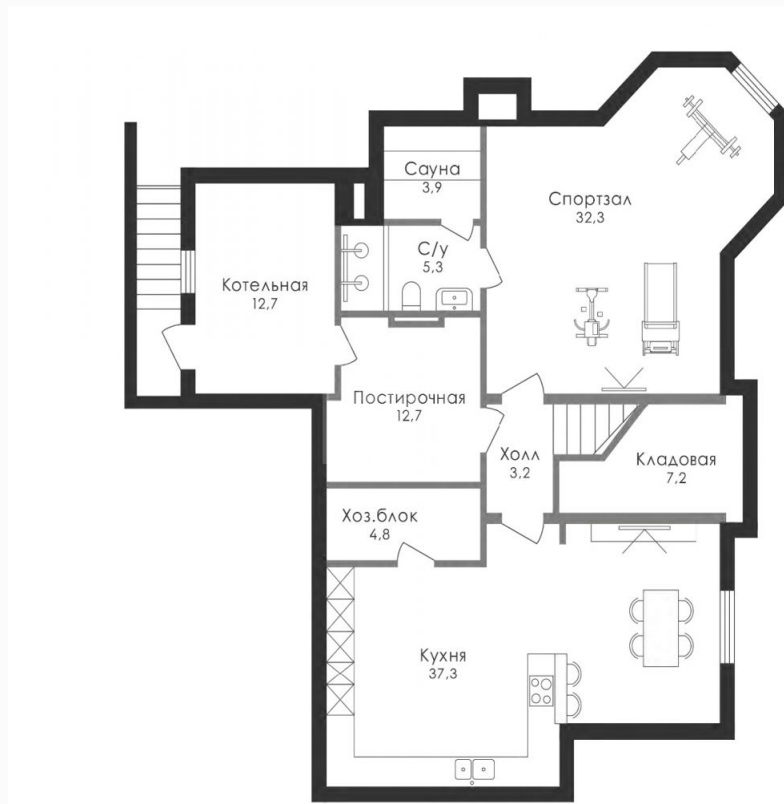 Сауна
3,9
Спортзал
32,3
С/у
5,3
Котельная
12,7
Постирочная
12,7
Холл
3,2
Кладовая
7,2
Хоз.блок
4,8
Кухня
37,3